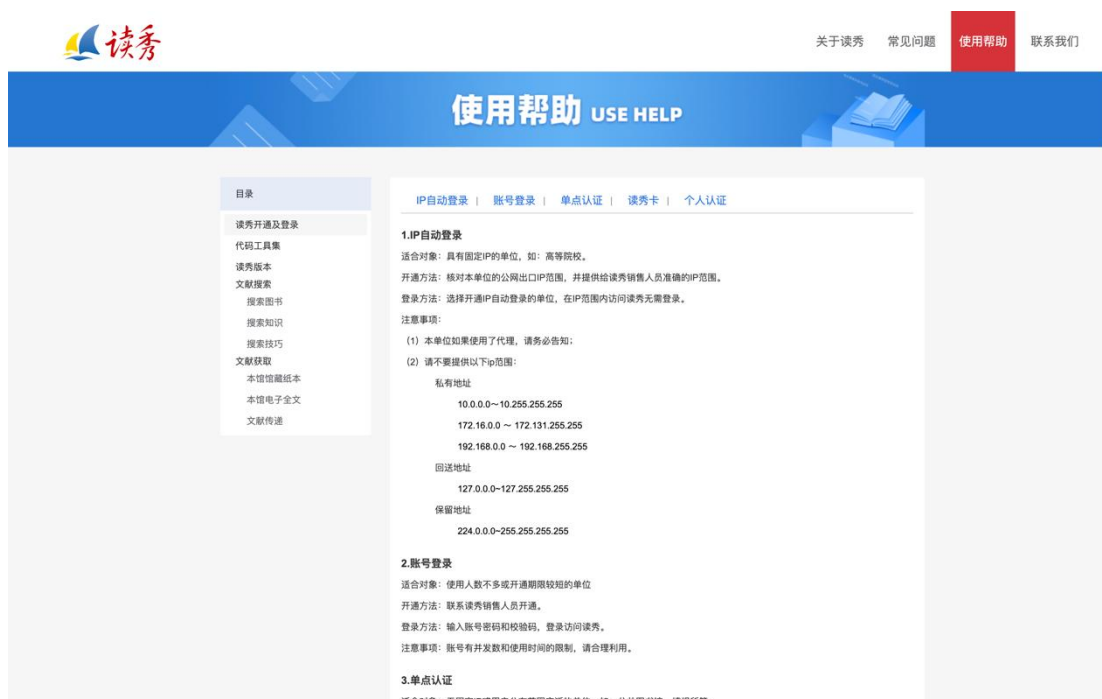 读秀
关于读秀 常见问题 使用帮助 联系我们
使用帮助 USE HELP
目录
读秀开通及登录
代码工具集
读秀版本
文献搜索
搜索图书
搜索知识
搜索技巧
文献获取
本馆馆藏纸本
本馆电子全文
文献传递
IP自动登录 | 账号登录 | 单点认证 | 读秀卡 | 个人认证
1.IP自动登录
适合对象：具有固定IP的单位，如：高等院校。
开通方法：核对本单位的公网出口IP范围，并提供给读秀销售人员准确的IP范围。
登录方法：选择开通IP自动登录的单位，在IP范围内访问读秀无需登录。
注意事项：
（1）本单位如果使用了代理，请务必告知；
（2）请不要提供以下ip范围：
私有地址
10.0.0.0～10.255.255.255
172.16.0.0 ～ 172.131.255.255
192.168.0.0 ～ 192.168.255.255
回送地址
127.0.0.0~127.255.255.255
保留地址
224.0.0.0~255.255.255.255
2.账号登录
适合对象：使用人数不多或开通期限较短的单位
开通方法：联系读秀销售人员开通。
登录方法：输入账号密码和校验码，登录访问读秀。
注意事项：账号有并发数和使用时间的限制，请合理利用。
3.单点认证